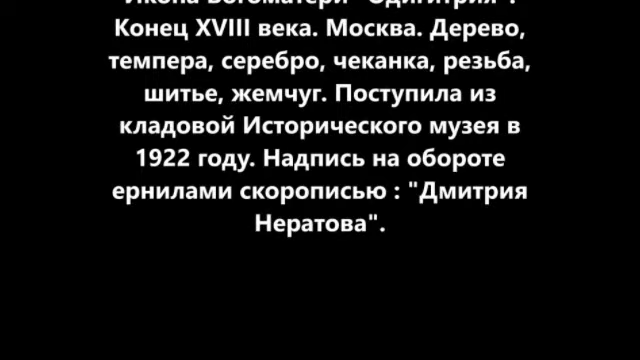 Икона Богоматери "Одигитрия".
Конец XVIII века. Москва. Дерево,
темпера, серебро, чеканка, резьба,
шитье, жемчуг. Поступила из
кладовой Исторического музея в
1922 году. Надпись на обороте
ернилами скорописью : "Дмитрия
Нератова".